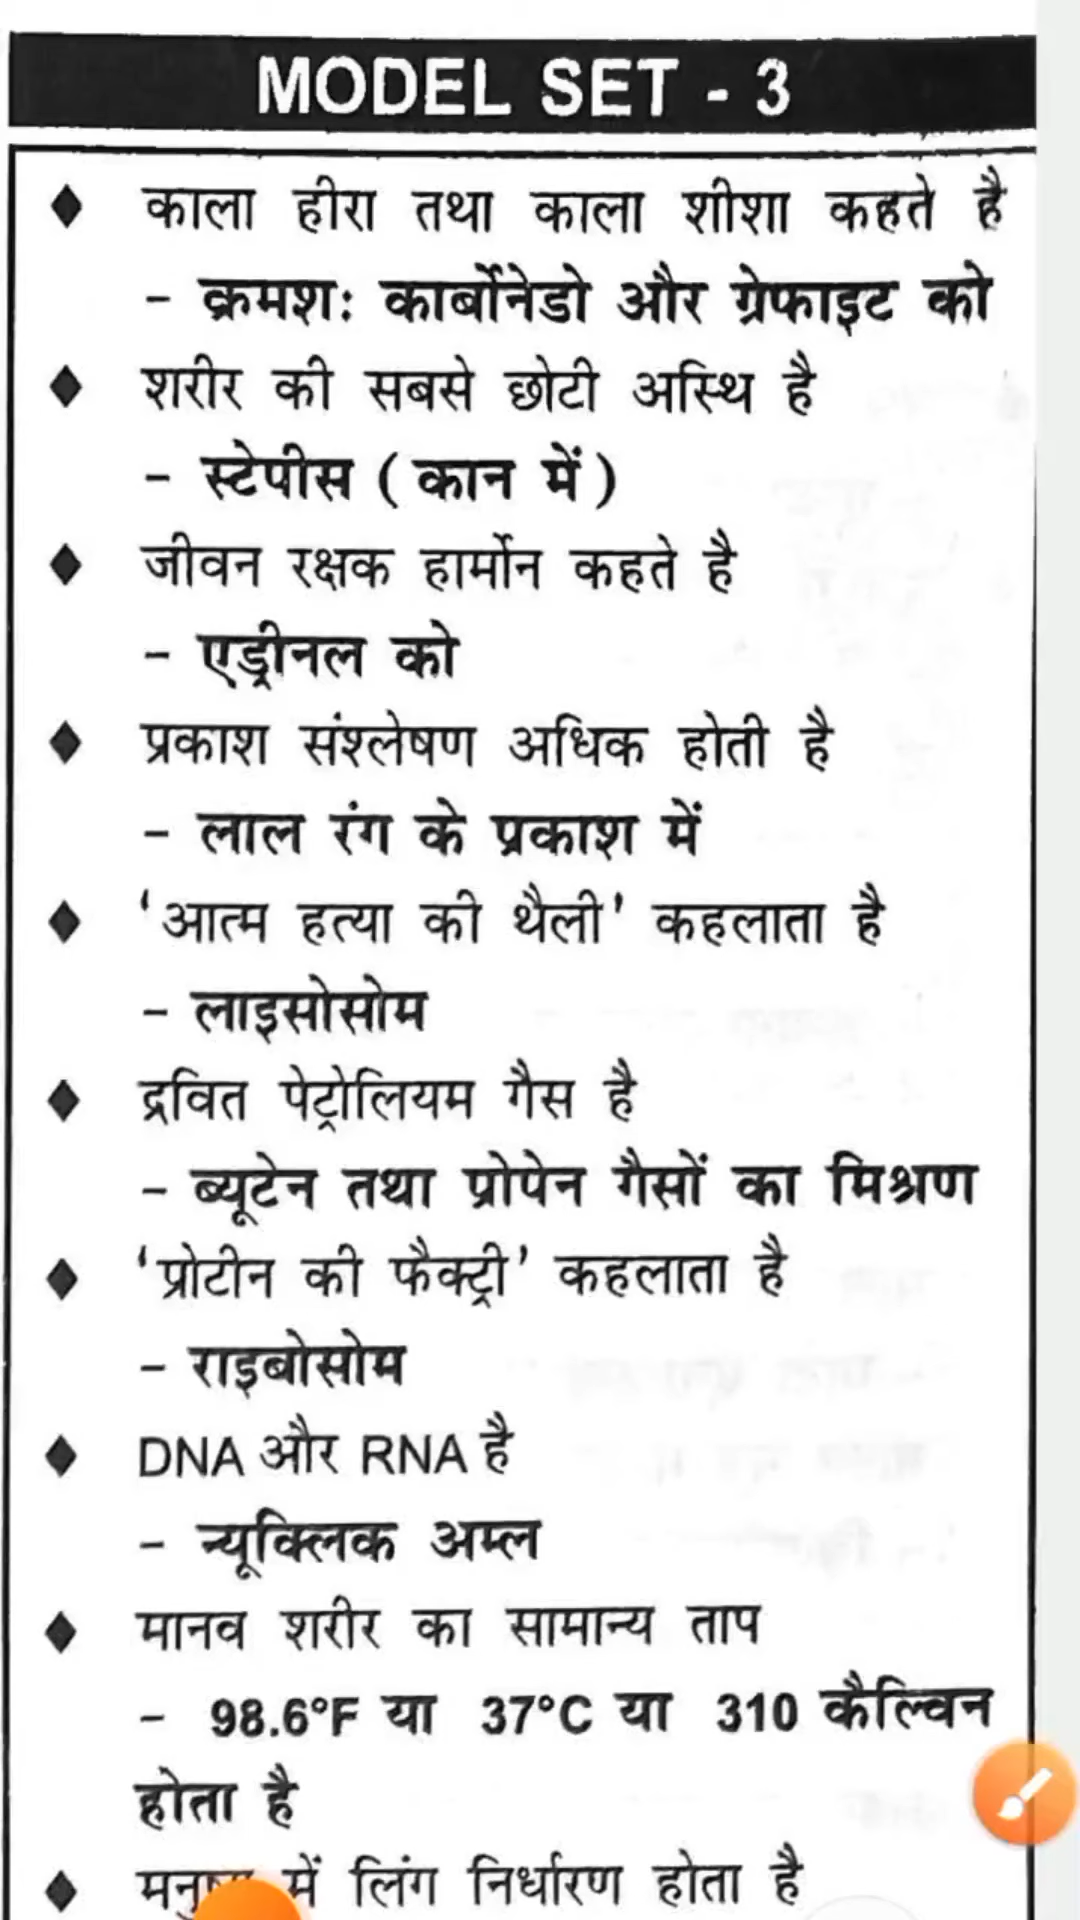 MODEL SET - 3
♦ काला हीरा तथा काला शीशा कहते है
- क्रमशः कार्बोनेडो और ग्रेफाइट को
♦ शरीर की सबसे छोटी अस्थि है
- स्टेपीस ( कान में )
♦ जीवन रक्षक हार्मोन कहते है
- एड्रीनल को
♦ प्रकाश संश्लेषण अधिक होती है
- लाल रंग के प्रकाश में
♦ 'आत्म हत्या की थैली' कहलाता है
- लाइसोसोम
♦ द्रवित पेट्रोलियम गैस है
- ब्यूटेन तथा प्रोपेन गैसों का मिश्रण
♦ 'प्रोटीन की फैक्ट्री' कहलाता है
- राइबोसोम
♦ DNA और RNA है
- न्यूक्लिक अम्ल
♦ मानव शरीर का सामान्य ताप
- 98.6°F या 37°C या 310 कैल्विन
होता है
♦ में लिंग निर्धारण होता है